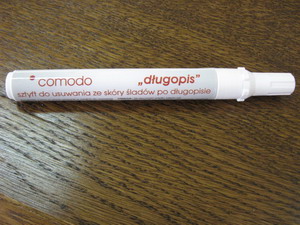 comodo „długopis”
sztyft do usuwania ze skóry śladów po długopisie